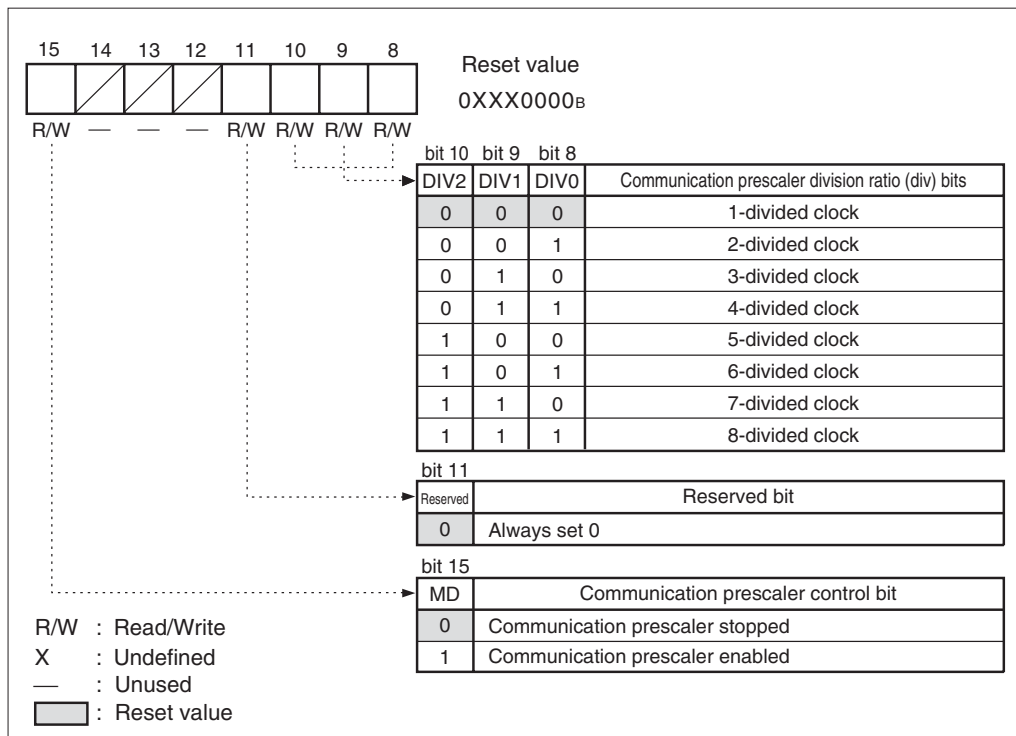 15 14 13 12 11 10 9 8
Reset value
0XXX0000B
R/W — — — R/W R/W R/W R/W
bit 10 bit 9 bit 8
DIV2 DIV1 DIV0 Communication prescaler division ratio (div) bits
0 0 0 1-divided clock
0 0 1 2-divided clock
0 1 0 3-divided clock
0 1 1 4-divided clock
1 0 0 5-divided clock
1 0 1 6-divided clock
1 1 0 7-divided clock
1 1 1 8-divided clock
bit 11
Reserved Reserved bit
0 Always set 0
bit 15
MD Communication prescaler control bit
0 Communication prescaler stopped
1 Communication prescaler enabled
R/W : Read/Write
X : Undefined
— : Unused
: Reset value